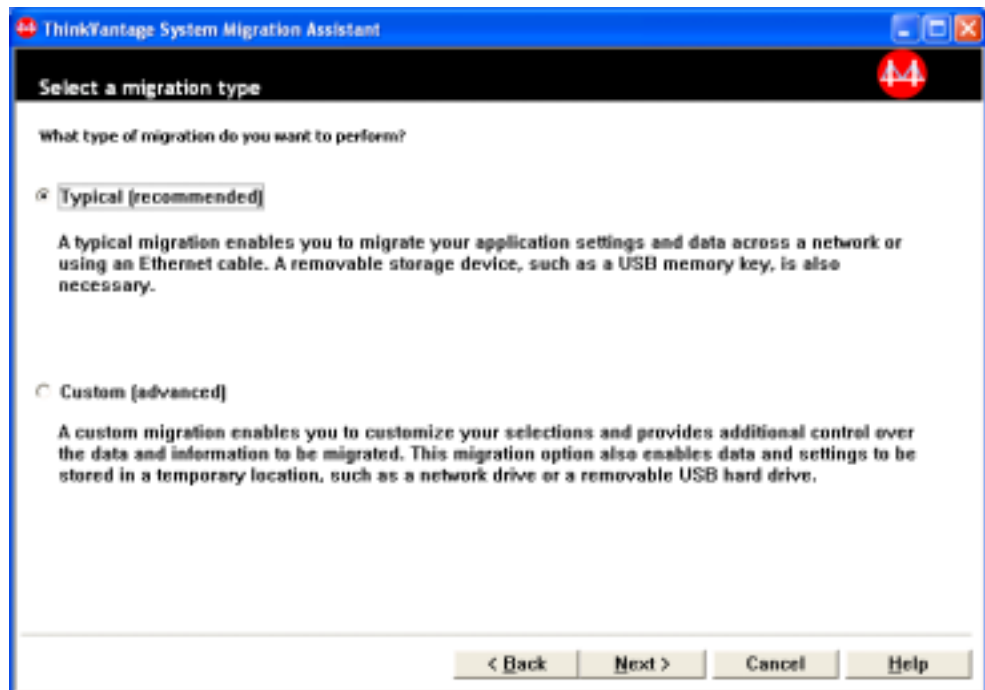 ThinkVantage System Migration Assistant
Select a migration type
What type of migration do you want to perform?
Typical (recommended)
A typical migration enables you to migrate your application settings and data across a network or
using an Ethernet cable. A removable storage device, such as a USB memory key, is also
necessary.
Custom (advanced)
A custom migration enables you to customize your selections and provides additional control over
the data and information to be migrated. This migration option also enables data and settings to be
stored in a temporary location, such as a network drive or a removable USB hard drive.
< Back Next > Cancel Help